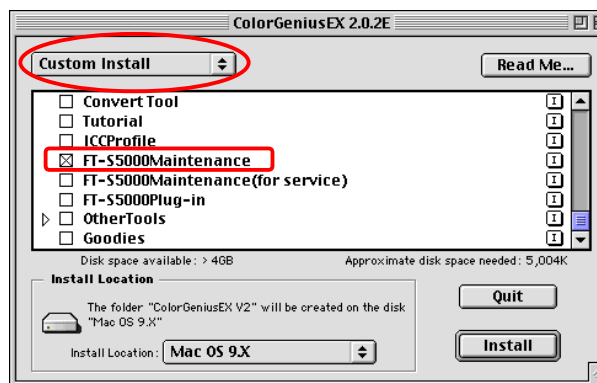 ColorGeniusEX 2.0.2E
Custom Install
Read Me...
Convert Tool
Tutorial
ICCProfile
FT-S5000Maintenance
FT-S5000Maintenance(for service)
FT-S5000Plug-in
OtherTools
Goodies
Disk space available: > 4GB Approximate disk space needed: 5,004K
Install Location
The folder "ColorGeniusEX V2" will be created on the disk
"Mac OS 9.X"
Install Location: Mac OS 9.X
Quit
Install